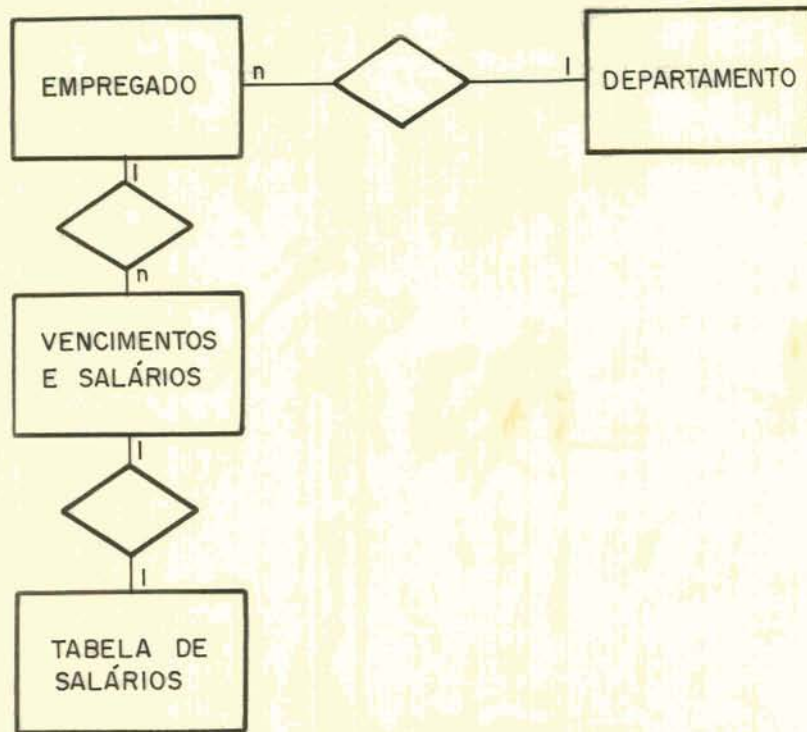 EMPREGADO
n
1
DEPARTAMENTO
1
n
VENCIMENTOS
E SALÁRIOS
1
1
TABELA DE
SALÁRIOS